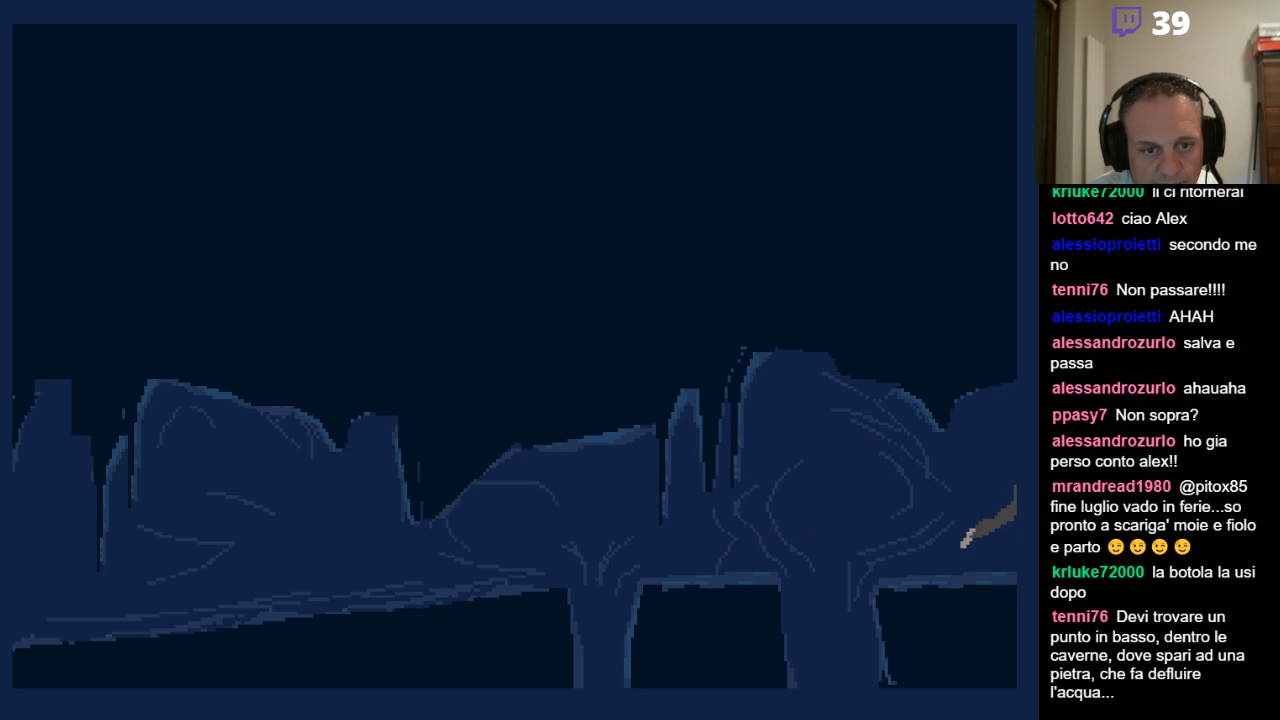 39
krluke72000 li ci ritornerai
lotto642 ciao Alex
alessioproietti secondo me
no
tenni76 Non passare!!!!
alessioproietti AHAH
alessandrozurlo salva e
passa
alessandrozurlo ahauaha
ppasy7 Non sopra?
alessandrozurlo ho gia
perso conto alex!!
mrandread1980 @pitox85
fine luglio vado in ferie...so
pronto a scariga' moie e fiolo
e parto 😉😉😉😉
krluke72000 la botola la usi
dopo
tenni76 Devi trovare un
punto in basso, dentro le
caverne, dove spari ad una
pietra, che fa defluire
l'acqua...